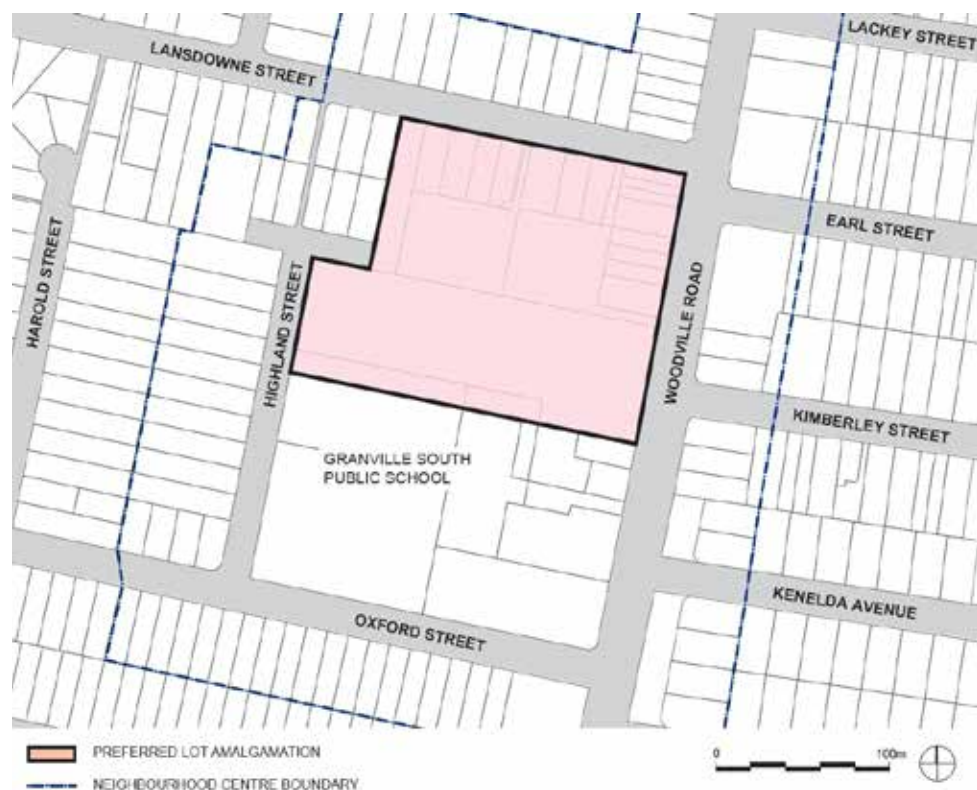 LACKEY STREET
LANSDOWNE STREET
EARL STREET
HAROLD STREET
HIGHLAND STREET
WOODVILLE ROAD
KIMBERLEY STREET
GRANVILLE SOUTH
PUBLIC SCHOOL
KENELDA AVENUE
OXFORD STREET
PREFERRED LOT AMALGAMATION
0 100m
NEIGHBOURHOOD CENTRE BOUNDARY